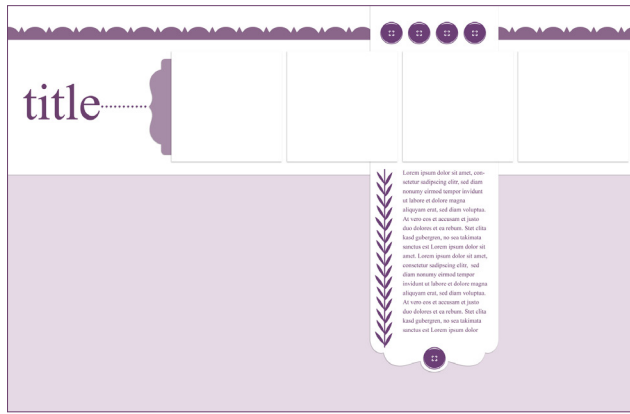 title
Lorem ipsum dolor sit amet, con-
setetur sadipscing elitr, sed diam
nonumy eirmod tempor invidunt
ut labore et dolore magna
aliquyam erat, sed diam voluptua.
At vero eos et accusam et justo
duo dolores et ea rebum. Stet clita
kasd gubergren, no sea takimata
sanctus est Lorem ipsum dolor sit
amet. Lorem ipsum dolor sit amet,
consetetur sadipscing elitr, sed
diam nonumy eirmod tempor
invidunt ut labore et dolore magna
aliquyam erat, sed diam voluptua.
At vero eos et accusam et justo
duo dolores et ea rebum. Stet clita
kasd gubergren, no sea takimata
sanctus est Lorem ipsum dolor